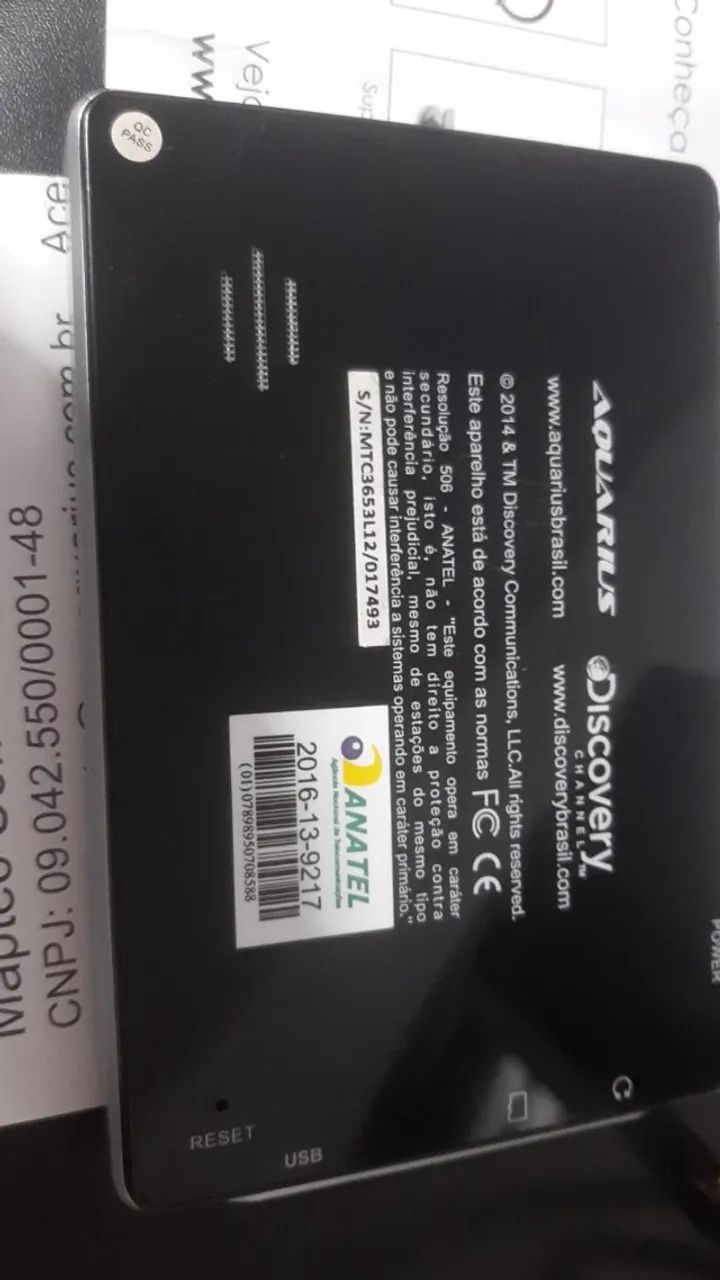 AQUARIUS
DISCOVERY
CHANNEL™
www.aquariusbrasil.com
www.discoverybrasil.com
© 2014 & TM Discovery Communications, LLC.All rights reserved.
Este aparelho está de acordo com as normas FC CE
Resolução 506 - ANATEL - "Este equipamento opera em caráter
secundário, isto é, não tem direito a proteção contra
interferência prejudicial, mesmo de estações do mesmo tipo
e não pode causar interferência a sistemas operando em caráter primário."
S/N:MTC3653L12/017493
ANATEL
Agência Nacional de Telecomunicações
2016-13-9217
(01)07898950708588
QC
PASS
POWER
RESET
USB
Conheça
CNPJ: 09.042.550/0001-48